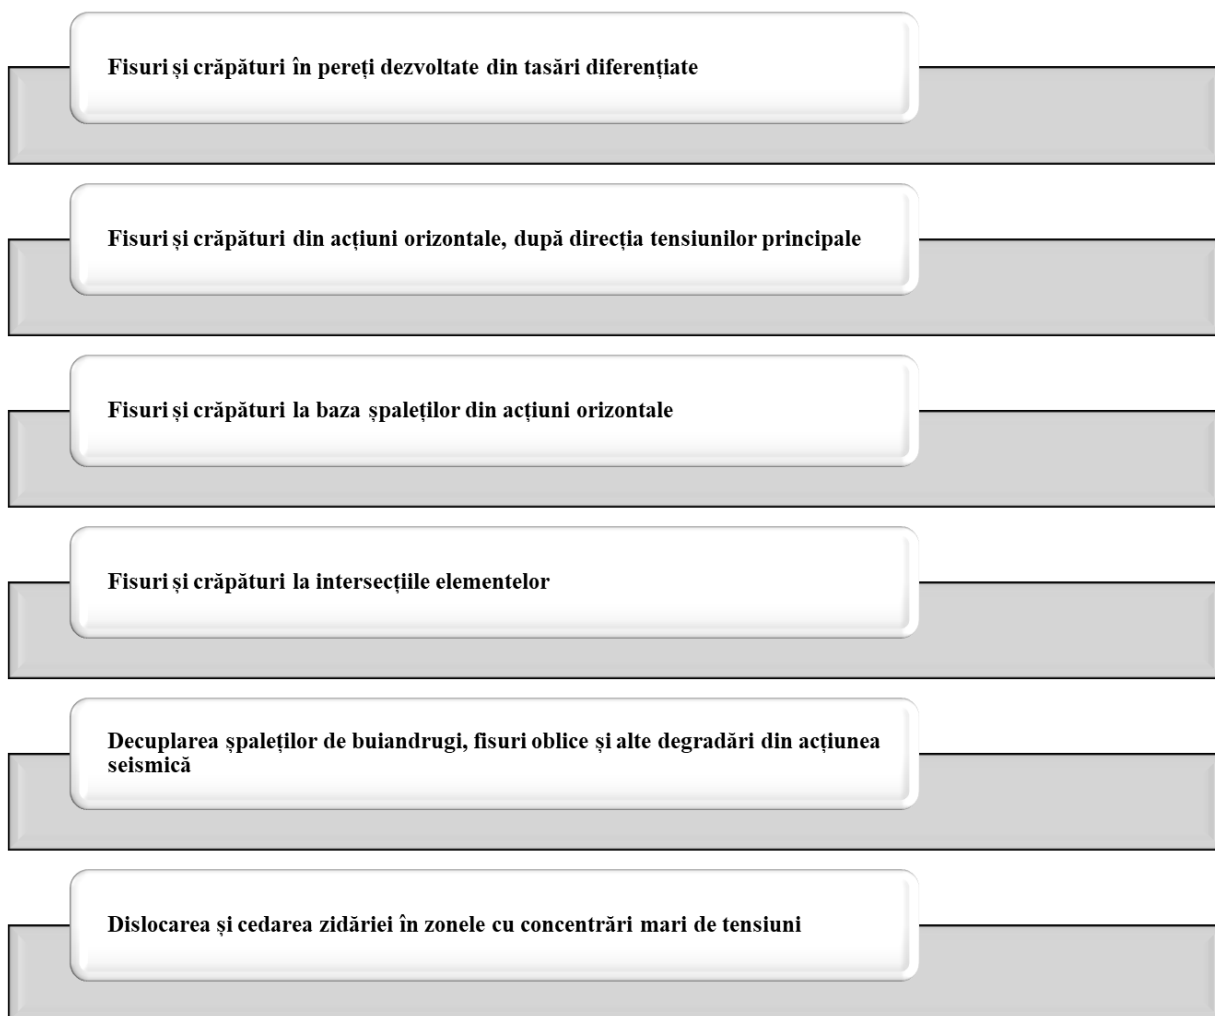 Fisuri și crăpături în pereți dezvoltate din tasări diferențiate
Fisuri și crăpături din acțiuni orizontale, după direcția tensiunilor principale
Fisuri și crăpături la baza șpaleților din acțiuni orizontale
Fisuri și crăpături la intersecțiile elementelor
Decuplarea șpaleților de buiandrugi, fisuri oblice și alte degradări din acțiunea
seismică
Dislocarea și cedarea zidăriei în zonele cu concentrări mari de tensiuni